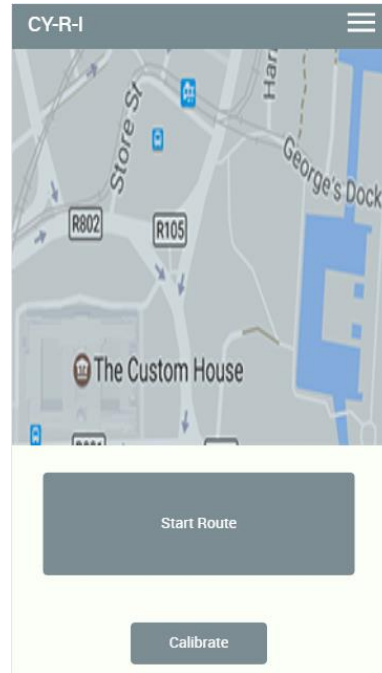 CY-R-I
Store St
Har
George's Dock
R802
R105
The Custom House
Start Route
Calibrate